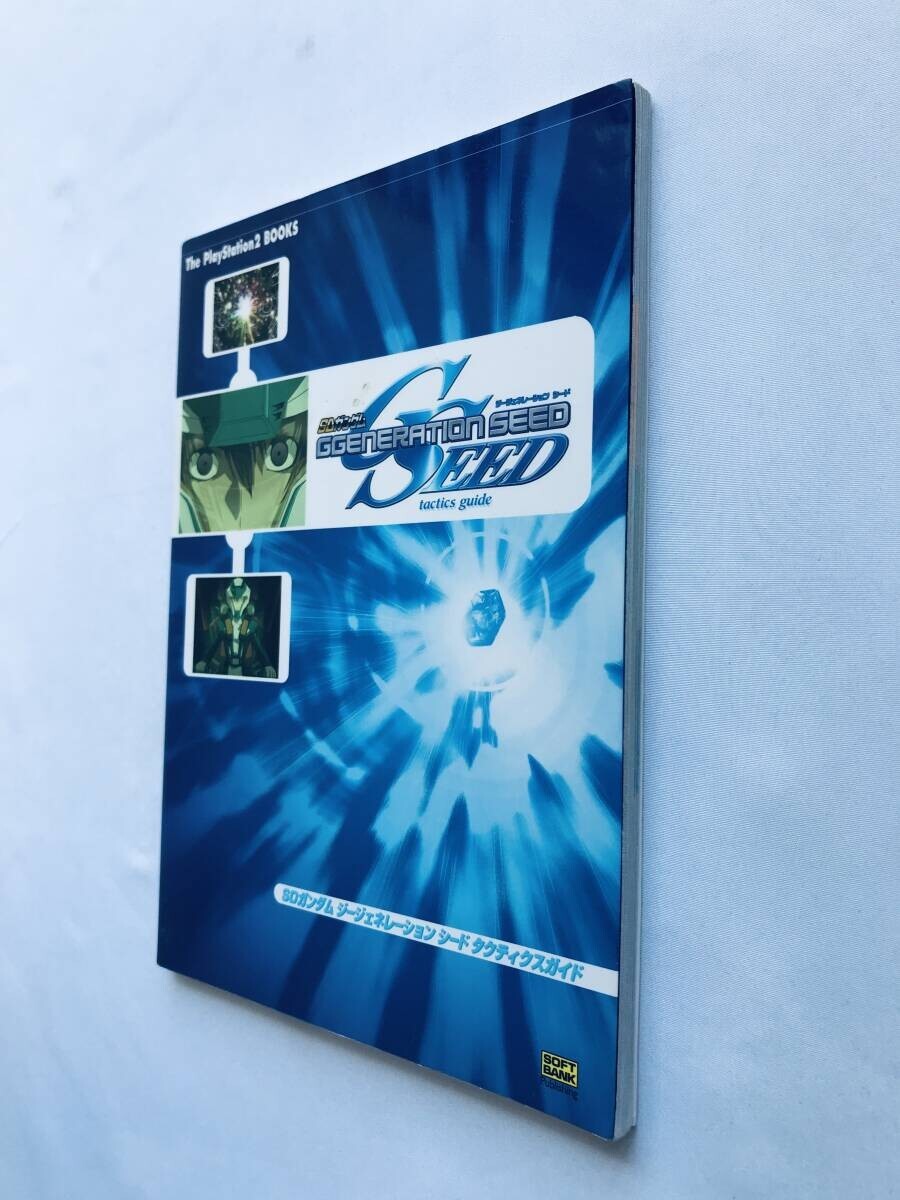 The PlayStation2 BOOKS
SDガンダム
ジージェネレーション シード
GGENERATION SEED
SEED
tactics guide
SDガンダム ジージェネレーション シード タクティクスガイド
SOFT
BANK
Publishing